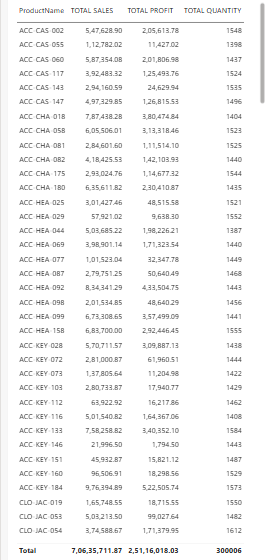 ProductName TOTAL SALES TOTAL PROFIT TOTAL QUANTITY
ACC-CAS-002 5,47,628.90 2,05,613.78 1548
ACC-CAS-055 1,12,782.02 11,427.02 1398
ACC-CAS-060 5,87,354.08 2,01,806.98 1437
ACC-CAS-117 3,92,483.32 1,25,493.76 1524
ACC-CAS-143 2,94,160.59 24,629.94 1535
ACC-CAS-147 4,97,329.85 1,26,815.53 1496
ACC-CHA-018 7,87,438.28 3,80,474.84 1404
ACC-CHA-058 6,05,506.01 3,13,318.46 1523
ACC-CHA-081 2,84,601.60 1,11,514.10 1525
ACC-CHA-082 4,18,425.53 1,42,103.93 1440
ACC-CHA-175 2,93,024.76 1,14,677.32 1544
ACC-CHA-180 6,35,611.82 2,30,410.87 1435
ACC-HEA-025 3,01,427.46 48,515.58 1521
ACC-HEA-029 57,921.02 9,638.30 1552
ACC-HEA-044 5,03,685.22 1,98,226.21 1387
ACC-HEA-069 3,98,901.14 1,71,323.54 1440
ACC-HEA-077 1,01,523.04 32,347.78 1449
ACC-HEA-087 2,79,751.25 50,640.49 1468
ACC-HEA-092 8,34,341.29 4,33,504.75 1443
ACC-HEA-098 2,01,534.85 48,640.29 1456
ACC-HEA-099 6,73,308.65 3,57,499.09 1441
ACC-HEA-158 6,83,700.00 2,92,446.45 1555
ACC-KEY-028 5,70,711.57 3,09,887.13 1438
ACC-KEY-072 2,81,000.87 61,960.51 1444
ACC-KEY-073 1,37,805.64 11,204.98 1422
ACC-KEY-103 2,80,733.87 17,940.77 1429
ACC-KEY-112 63,922.92 16,217.86 1462
ACC-KEY-116 5,01,540.82 1,64,367.06 1408
ACC-KEY-133 7,58,258.82 3,40,352.10 1584
ACC-KEY-146 21,996.50 1,794.50 1443
ACC-KEY-151 45,932.87 15,821.12 1487
ACC-KEY-160 96,506.91 18,298.56 1529
ACC-KEY-184 9,76,394.89 5,22,505.74 1573
CLO-JAC-019 1,65,748.55 18,715.55 1550
CLO-JAC-053 5,03,213.50 99,027.64 1482
CLO-JAC-054 3,74,588.67 1,71,379.95 1612
Total 7,06,35,711.87 2,51,16,018.03 300006